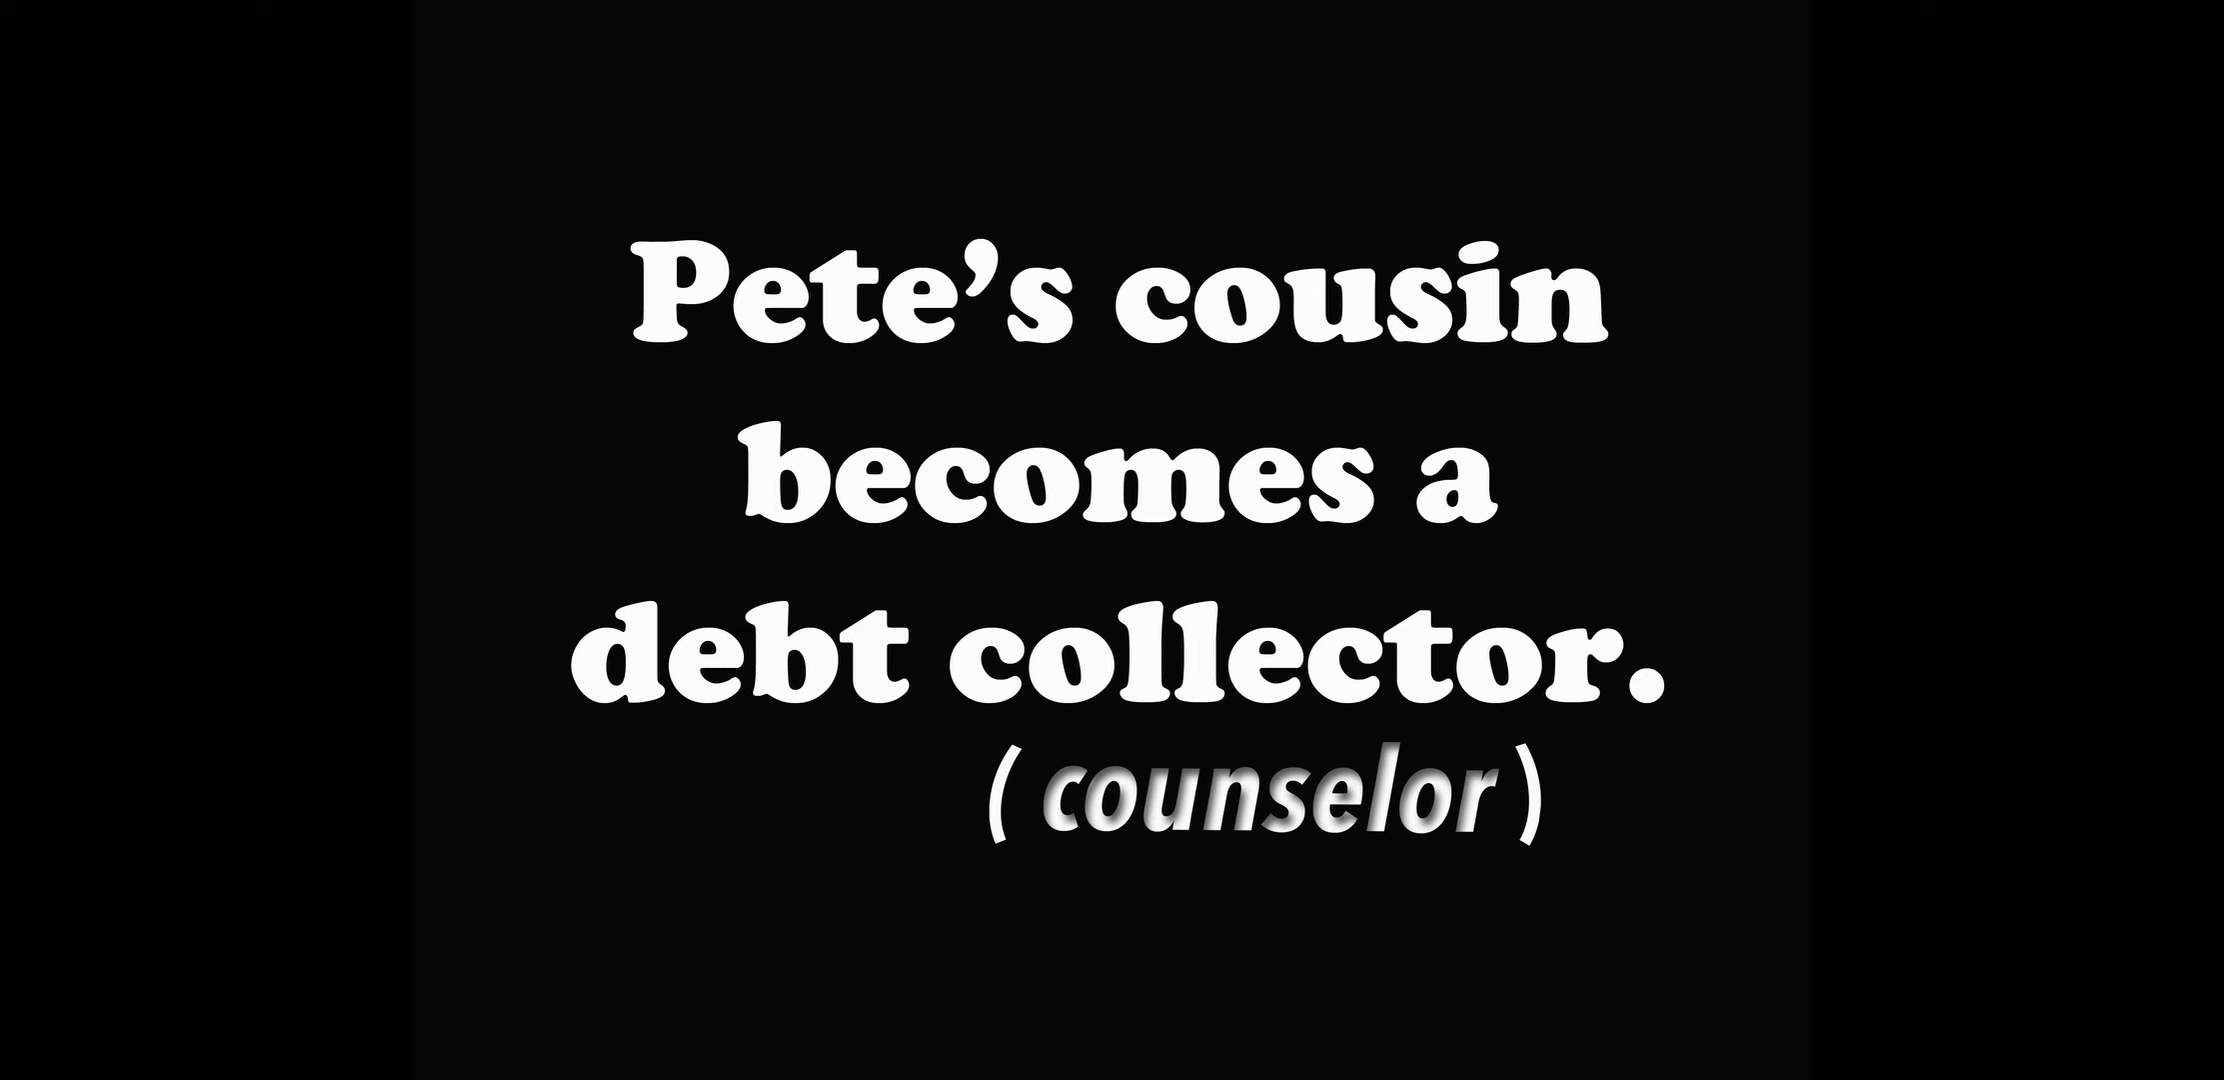 Pete’s cousin
becomes a
debt collector.
( counselor )